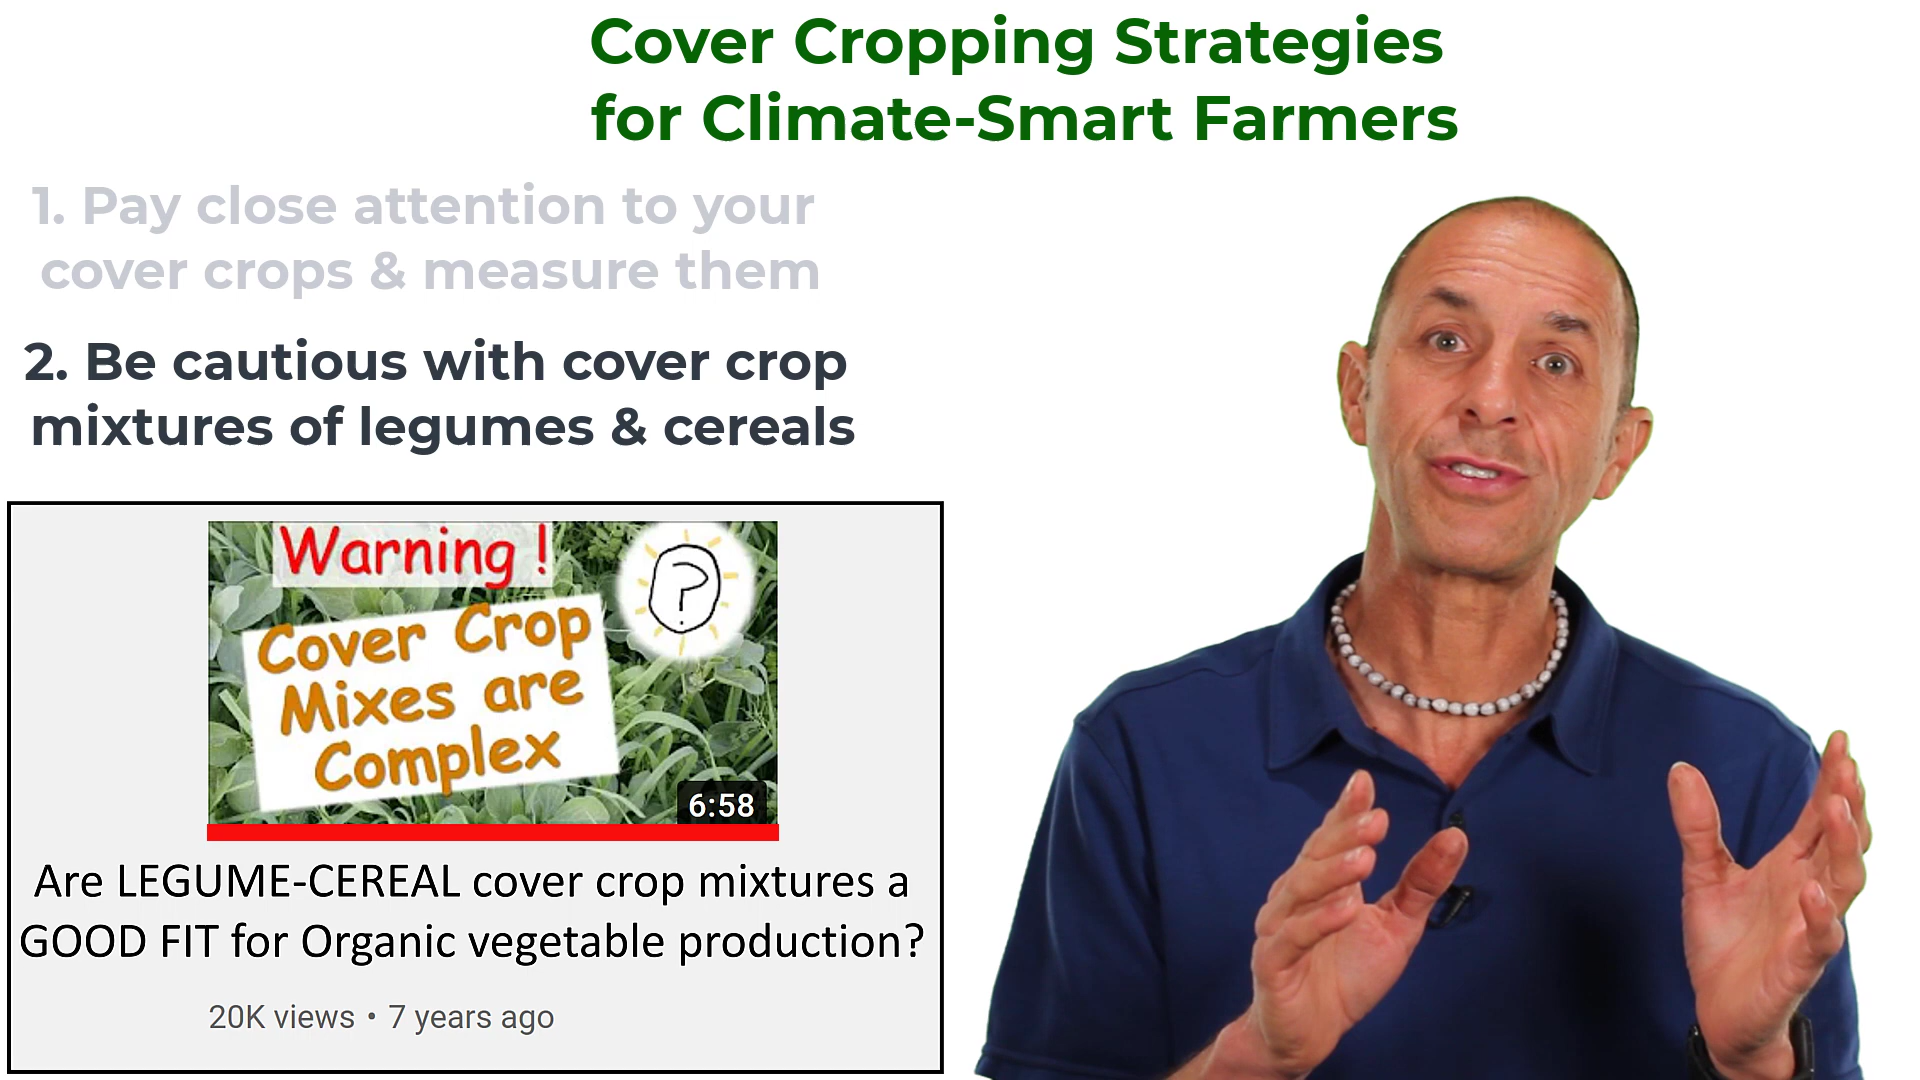 Cover Cropping Strategies
for Climate-Smart Farmers
1. Pay close attention to your
cover crops & measure them
2. Be cautious with cover crop
mixtures of legumes & cereals
Warning !
?
Cover Crop
Mixes are
Complex
6:58
Are LEGUME-CEREAL cover crop mixtures a
GOOD FIT for Organic vegetable production?
20K views • 7 years ago